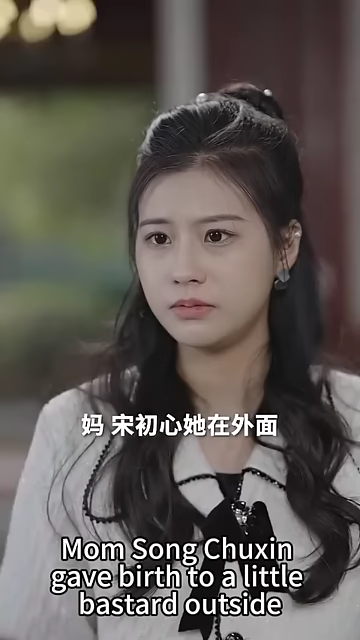 妈 宋初心她在外面
Mom Song Chuxin
gave birth to a little
bastard outside